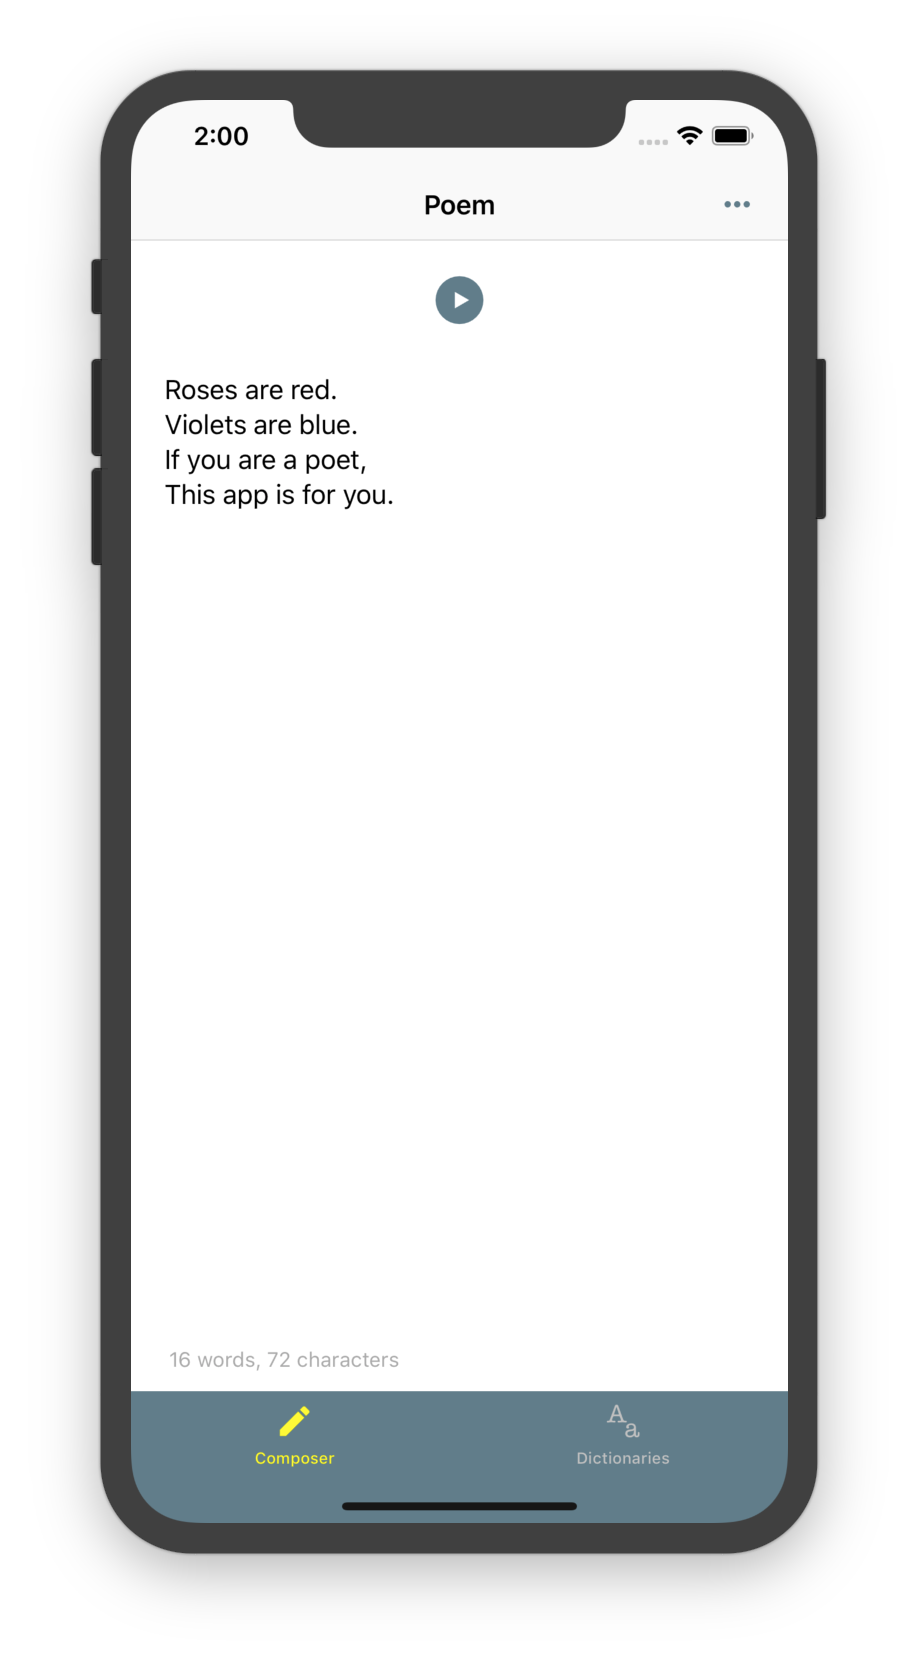 2:00
Poem
Roses are red.
Violets are blue.
If you are a poet,
This app is for you.
16 words, 72 characters
Composer
Aa
Dictionaries